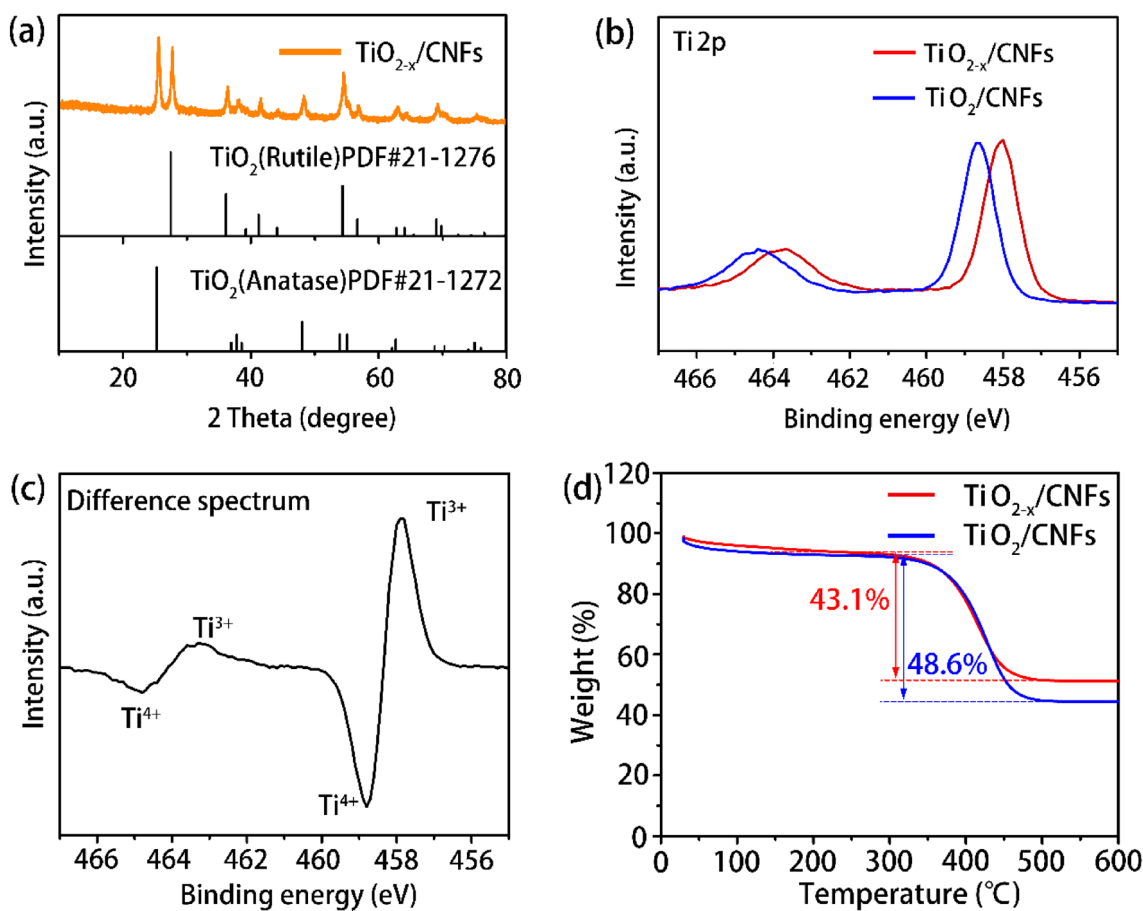 (a)
TiO2-x/CNFs
TiO2(Rutile)PDF#21-1276
TiO2(Anatase)PDF#21-1272
Intensity (a.u.)
20 40 60 80
2 Theta (degree)
(b)
Ti 2p
TiO2-x/CNFs
TiO2/CNFs
Intensity (a.u.)
466 464 462 460 458 456
Binding energy (eV)
(c)
Difference spectrum
Ti3+
Ti3+
Ti4+
Ti4+
Intensity (a.u.)
466 464 462 460 458 456
Binding energy (eV)
(d)
TiO2-x/CNFs
TiO2/CNFs
43.1%
48.6%
Weight (%)
120
100
80
60
40
20
0
0 100 200 300 400 500 600
Temperature (℃)